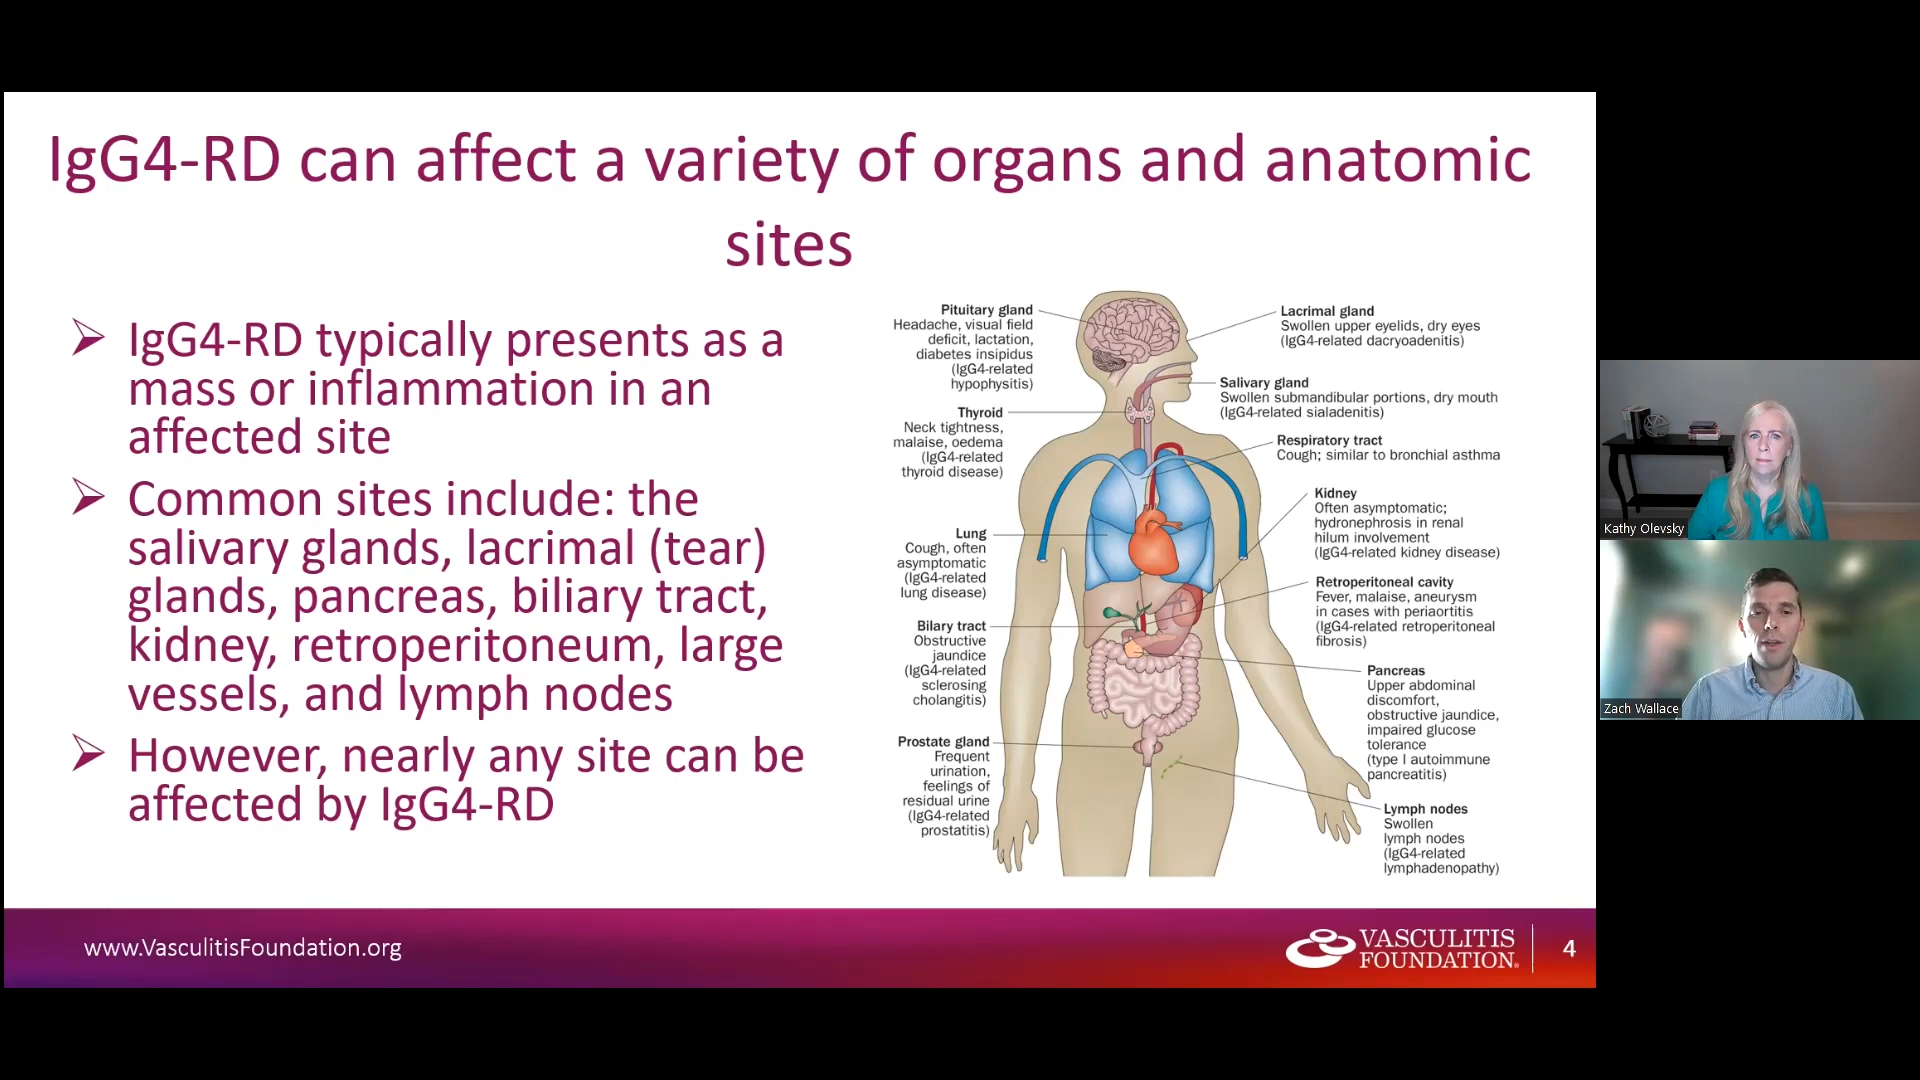 IgG4-RD can affect a variety of organs and anatomic
sites
IgG4-RD typically presents as a
mass or inflammation in an
affected site
Common sites include: the
salivary glands, lacrimal (tear)
glands, pancreas, biliary tract,
kidney, retroperitoneum, large
vessels, and lymph nodes
However, nearly any site can be
affected by IgG4-RD
Pituitary gland
Headache, visual field
deficit, lactation,
diabetes insipidus
(IgG4-related
hypophysitis)
Thyroid
Neck tightness,
malaise, oedema
(IgG4-related
thyroid disease)
Lung
Cough, often
asymptomatic
(IgG4-related
lung disease)
Bilary tract
Obstructive
jaundice
(IgG4-related
sclerosing
cholangitis)
Prostate gland
Frequent
urination,
feelings of
residual urine
(IgG4-related
prostatitis)
Lacrimal gland
Swollen upper eyelids, dry eyes
(IgG4-related dacryoadenitis)
Salivary gland
Swollen submandibular portions, dry mouth
(IgG4-related sialadenitis)
Respiratory tract
Cough; similar to bronchial asthma
Kidney
Often asymptomatic;
hydronephrosis in renal
hilum involvement
(IgG4-related kidney disease)
Retroperitoneal cavity
Fever, malaise, aneurysm
in cases with periaortitis
(IgG4-related retroperitoneal
fibrosis)
Pancreas
Upper abdominal
discomfort,
obstructive jaundice,
impaired glucose
tolerance
(type I autoimmune
pancreatitis)
Lymph nodes
Swollen
lymph nodes
(IgG4-related
lymphadenopathy)
www.VasculitisFoundation.org
VASCULITIS
FOUNDATION®
4
Kathy Olevsky
Zach Wallace